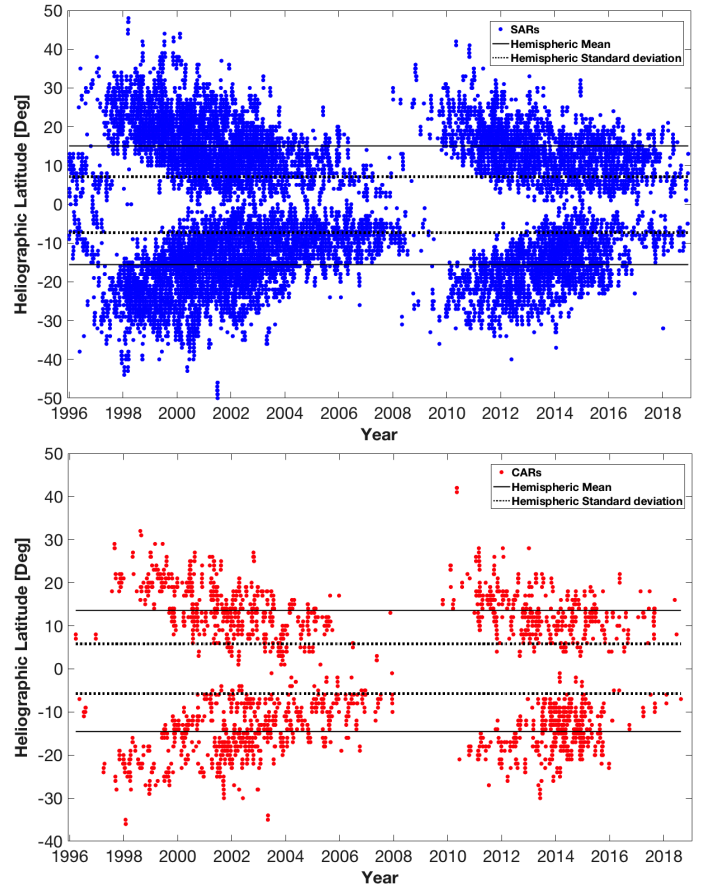 50
40
30
20
10
0
-10
-20
-30
-40
-50
Heliographic Latitude [Deg]
SARs
Hemispheric Mean
Hemispheric Standard deviation
1996 1998 2000 2002 2004 2006 2008 2010 2012 2014 2016 2018
Year
50
40
30
20
10
0
-10
-20
-30
-40
Heliographic Latitude [Deg]
CARs
Hemispheric Mean
Hemispheric Standard deviation
1996 1998 2000 2002 2004 2006 2008 2010 2012 2014 2016 2018
Year